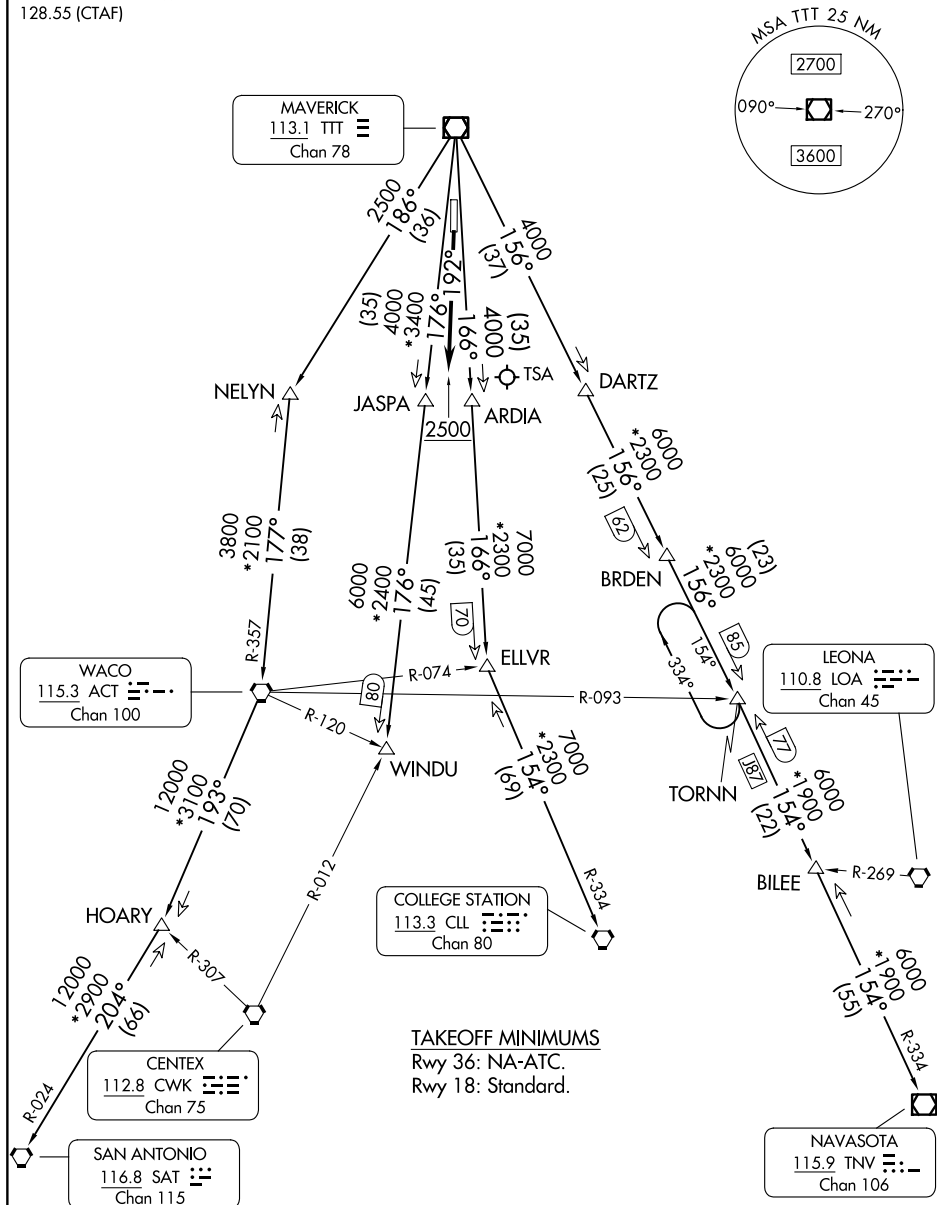 128.55 (CTAF)
MSA TTT 25 NM
2700
090°
270°
3600
MAVERICK
113.1 TTT
Chan 78
2500
186°
(36)
(35)
4000
*3400
176°
192°
(35)
4000
166°
4000
156°
(37)
NELYN
JASPA
2500
ARDIA
TSA
DARTZ
3800
*2100
177°
(38)
R-357
6000
*2400
176°
(45)
80
7000
*2300
166°
(35)
70
6000
*2300
156°
(25)
62
BRDEN
(23)
6000
*2300
156°
85
154°
334°
WACO
115.3 ACT
Chan 100
R-074
ELLVR
R-093
R-120
WINDU
LEONA
110.8 LOA
Chan 45
TORNN
77
J87
6000
*1900
154°
(22)
12000
*3100
193°
(70)
7000
*2300
154°
(69)
R-334
BILEE
R-269
HOARY
R-012
R-307
COLLEGE STATION
113.3 CLL
Chan 80
12000
*2900
204°
(66)
R-024
6000
*1900
154°
(55)
R-334
CENTEX
112.8 CWK
Chan 75
TAKEOFF MINIMUMS
Rwy 36: NA-ATC.
Rwy 18: Standard.
SAN ANTONIO
116.8 SAT
Chan 115
NAVASOTA
115.9 TNV
Chan 106